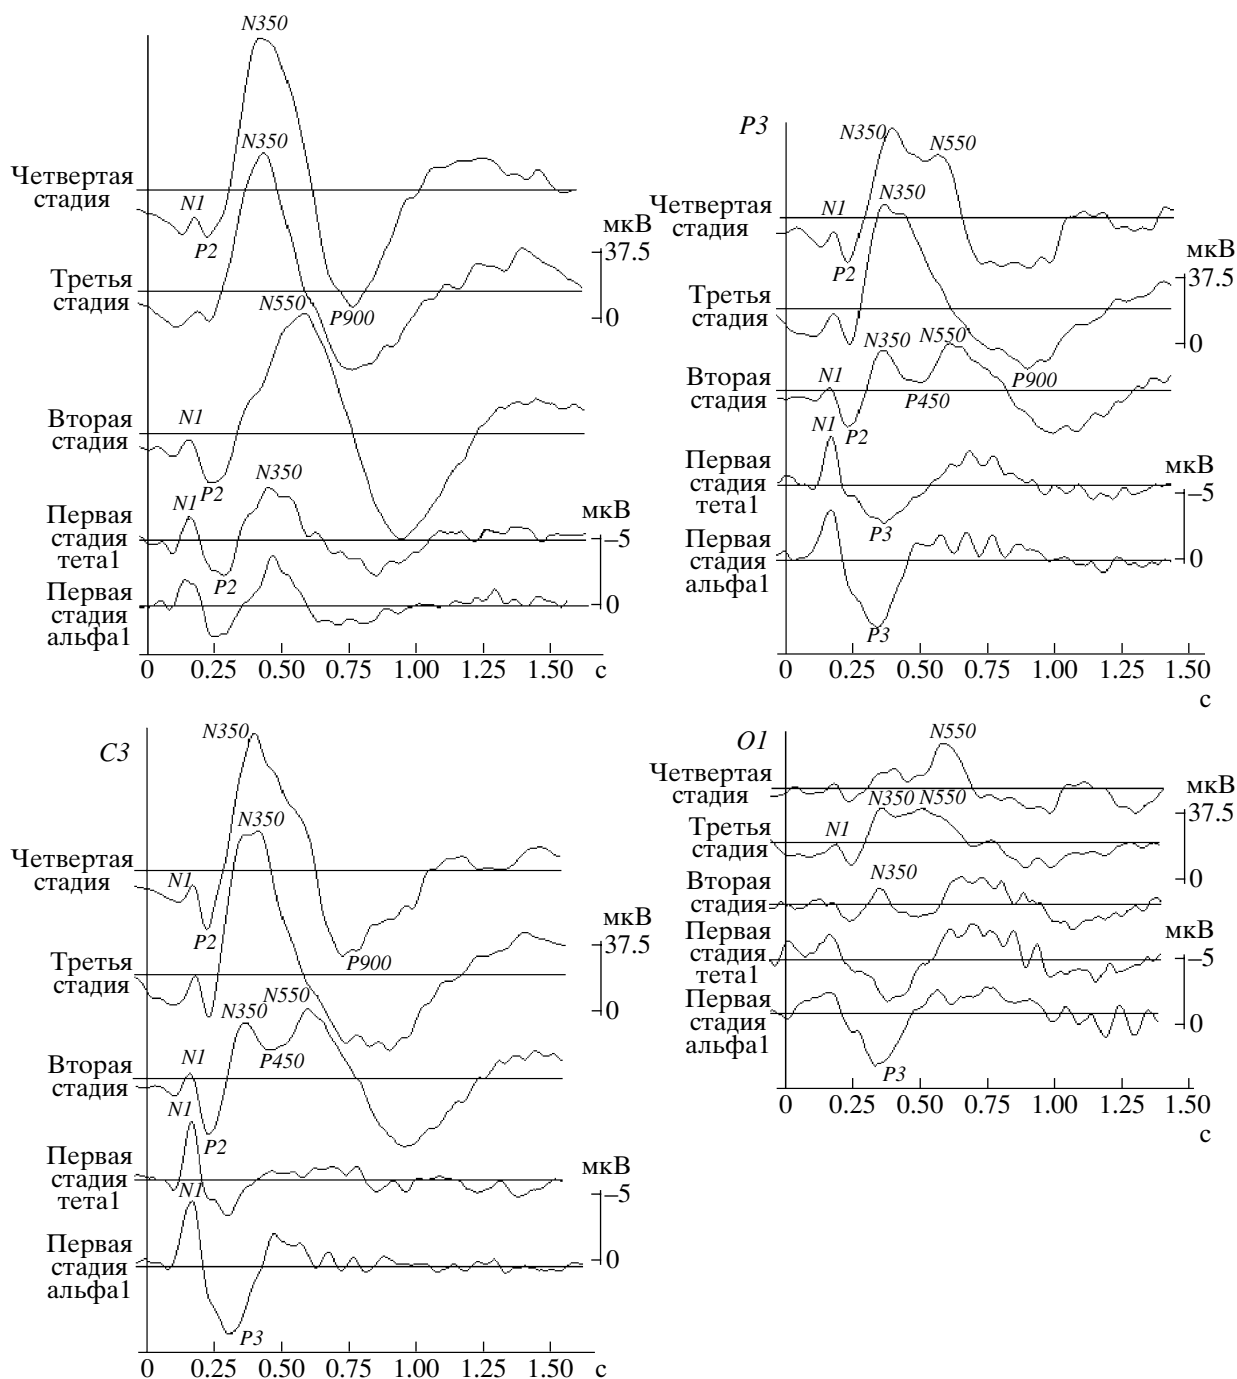 N350
N350
Четвертая
стадия
N1
P2
мкВ
37.5
0
Третья
стадия
N550
P900
Вторая
стадия
N1
P2
N350
N1
Первая
стадия
тета1
P2
мкВ
–5
0
Первая
стадия
альфа1
0
0.25
0.50
0.75
1.00
1.25
1.50
с
P3
N350
N550
N350
Четвертая
стадия
N1
P2
мкВ
37.5
0
Третья
стадия
N350
N550
P900
P450
Вторая
стадия
N1
P2
N1
Первая
стадия
тета1
P3
мкВ
–5
0
Первая
стадия
альфа1
P3
0
0.25
0.50
0.75
1.00
1.25
1.50
с
C3
N350
N350
Четвертая
стадия
N1
P2
P900
мкВ
37.5
0
Третья
стадия
N550
N350
P450
Вторая
стадия
N1
P2
N1
Первая
стадия
тета1
N1
мкВ
–5
0
Первая
стадия
альфа1
P3
0
0.25
0.50
0.75
1.00
1.25
1.50
с
O1
N550
Четвертая
стадия
мкВ
37.5
0
N350
N550
Третья
стадия
N1
N350
Вторая
стадия
Первая
стадия
тета1
мкВ
–5
0
Первая
стадия
альфа1
P3
0
0.25
0.50
0.75
1.00
1.25
1.50
с